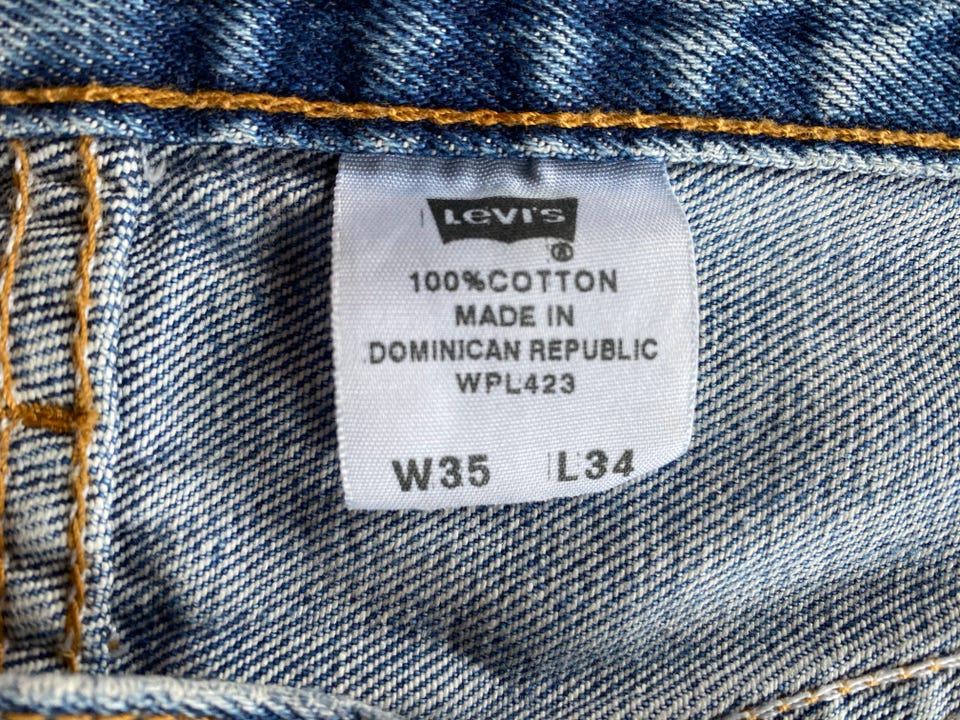 Levi's
®
100%COTTON
MADE IN
DOMINICAN REPUBLIC
WPL423
W35 L34